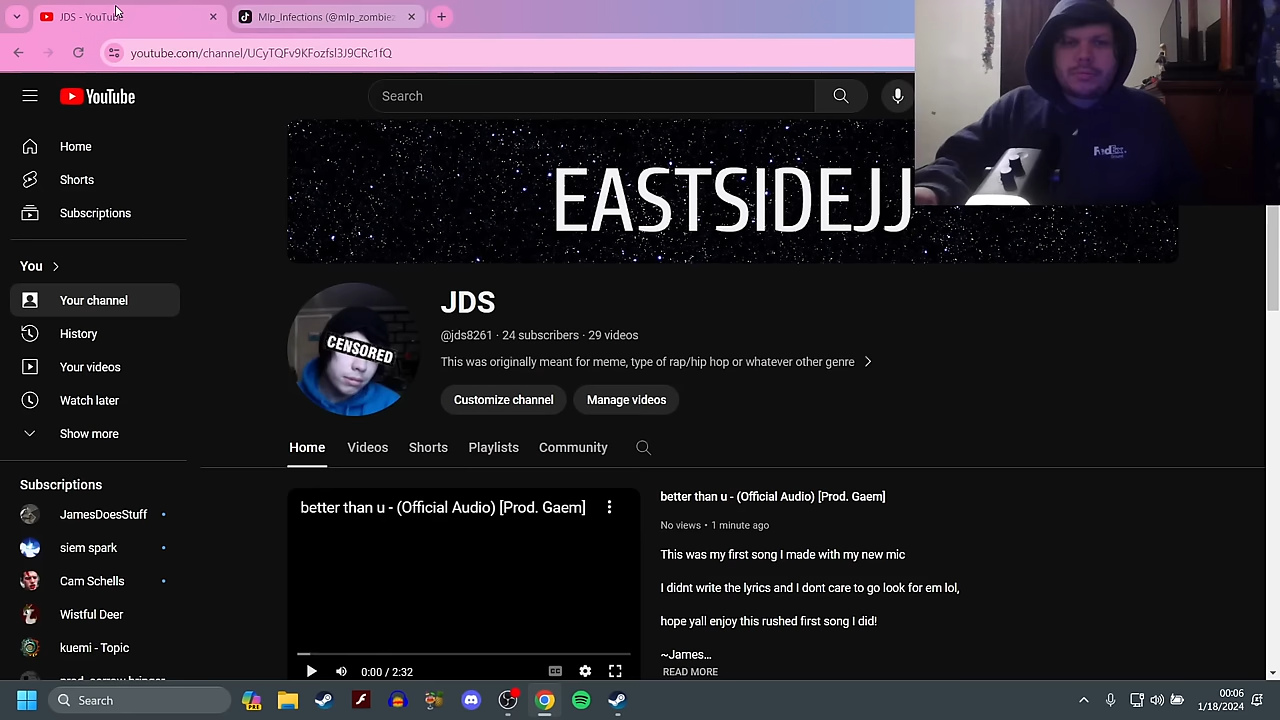 JDS - YouTube
Mlp_Infections (@mlp_zombiez
youtube.com/channel/UCyTQFv9KFozfsl3J9CRc1fQ
YouTube
Search
Home
Shorts
Subscriptions
You
Your channel
History
Your videos
Watch later
Show more
Subscriptions
JamesDoesStuff
siem spark
Cam Schells
Wistful Deer
kuemi - Topic
EASTSIDEJJ
FedEx
CENSORED
JDS
@jds8261 · 24 subscribers · 29 videos
This was originally meant for meme, type of rap/hip hop or whatever other genre
Customize channel
Manage videos
Home
Videos
Shorts
Playlists
Community
better than u - (Official Audio) [Prod. Gaem]
0:00 / 2:32
better than u - (Official Audio) [Prod. Gaem]
No views • 1 minute ago
This was my first song I made with my new mic
I didnt write the lyrics and I dont care to go look for em lol,
hope yall enjoy this rushed first song I did!
~James...
READ MORE
Search
PRE
00:06
1/18/2024